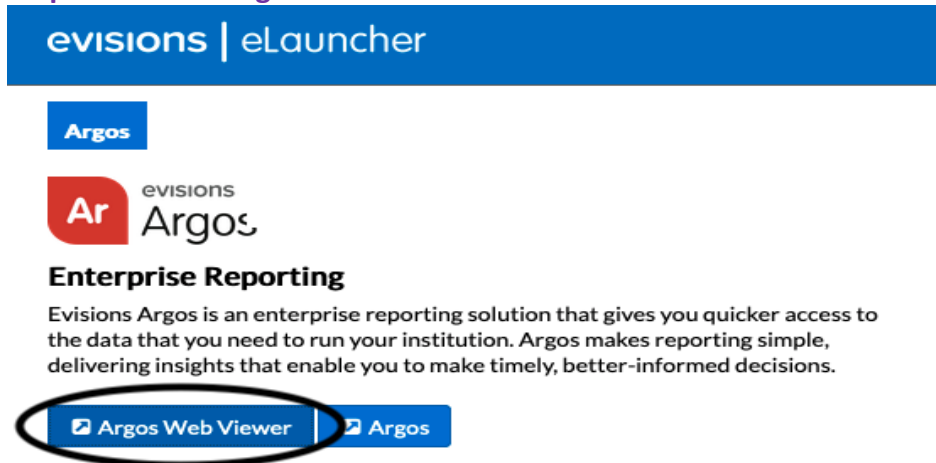 evisions | eLauncher
Argos
Ar
evisions
Argos
Enterprise Reporting
Evisions Argos is an enterprise reporting solution that gives you quicker access to
the data that you need to run your institution. Argos makes reporting simple,
delivering insights that enable you to make timely, better-informed decisions.
Argos Web Viewer
Argos